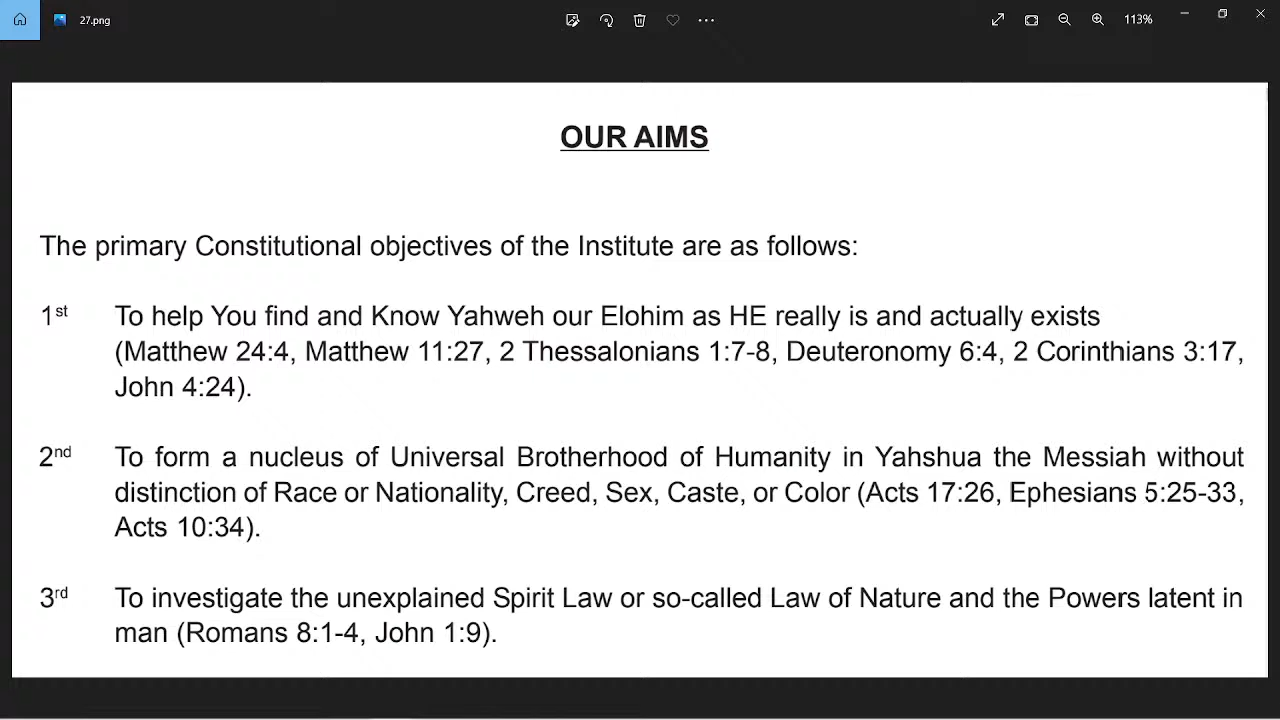 27.png
113%
OUR AIMS
The primary Constitutional objectives of the Institute are as follows:
1st To help You find and Know Yahweh our Elohim as HE really is and actually exists
(Matthew 24:4, Matthew 11:27, 2 Thessalonians 1:7-8, Deuteronomy 6:4, 2 Corinthians 3:17,
John 4:24).
2nd To form a nucleus of Universal Brotherhood of Humanity in Yahshua the Messiah without
distinction of Race or Nationality, Creed, Sex, Caste, or Color (Acts 17:26, Ephesians 5:25-33,
Acts 10:34).
3rd To investigate the unexplained Spirit Law or so-called Law of Nature and the Powers latent in
man (Romans 8:1-4, John 1:9).